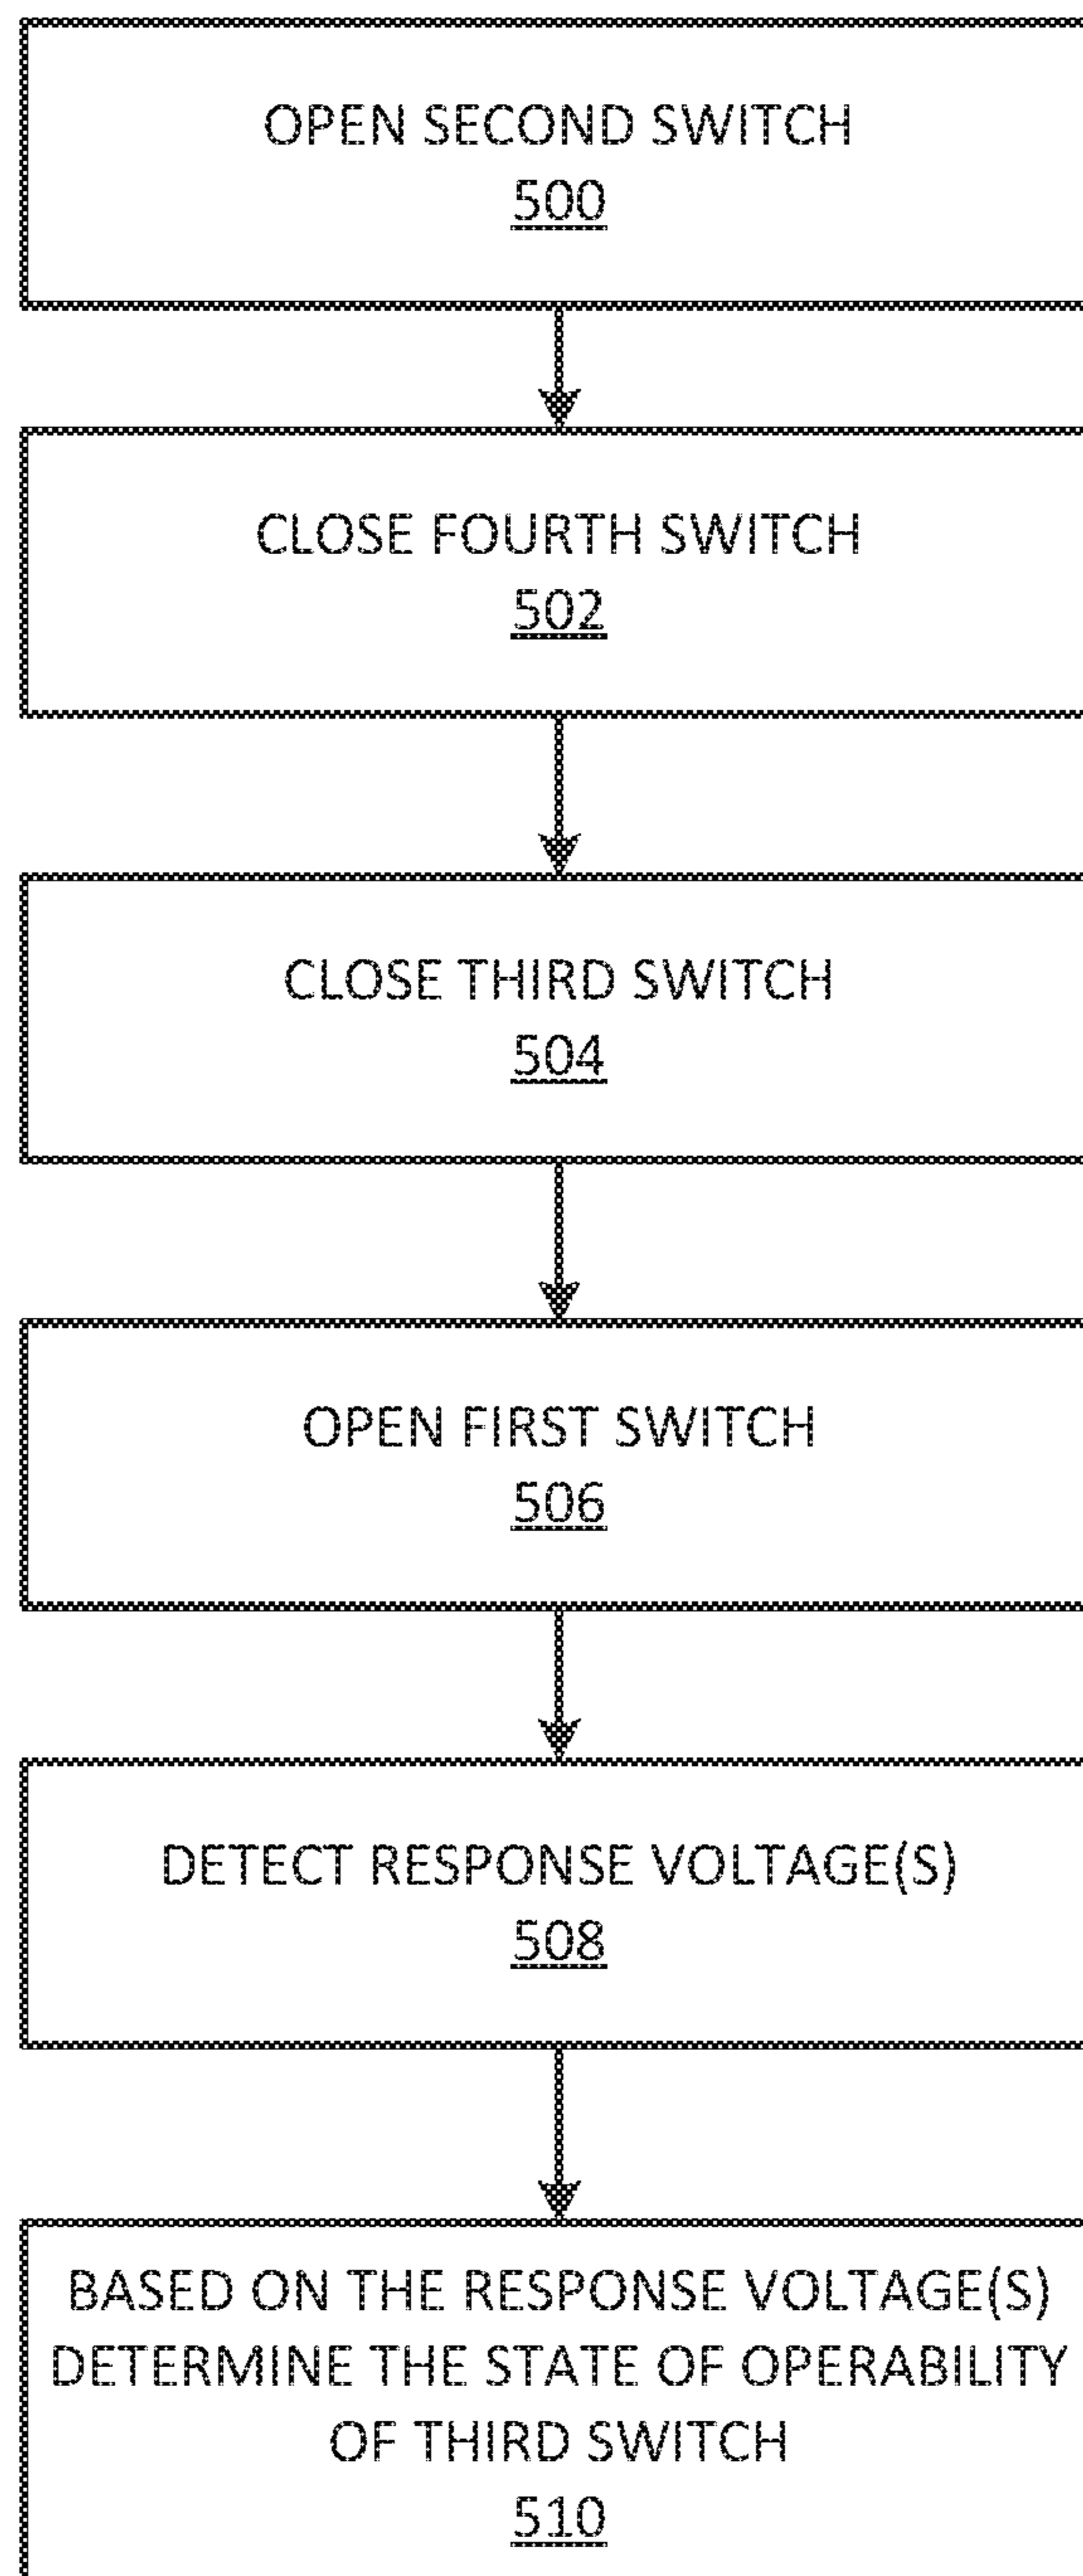 OPEN SECOND SWITCH
500
CLOSE FOURTH SWITCH
502
CLOSE THIRD SWITCH
504
OPEN FIRST SWITCH
506
DETECT RESPONSE VOLTAGE(S)
508
BASED ON THE RESPONSE VOLTAGE(S)
DETERMINE THE STATE OF OPERABILITY
OF THIRD SWITCH
510